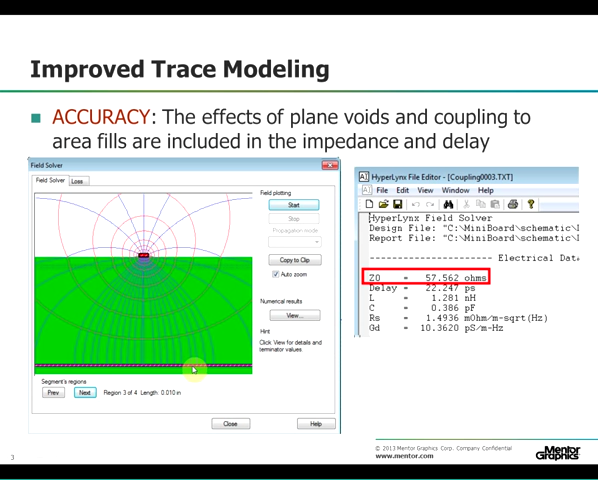 Improved Trace Modeling
ACCURACY: The effects of plane voids and coupling to
area fills are included in the impedance and delay
Field Solver
Field Solver Loss
Field plotting
Start
Stop
Propagation mode
Copy to Clip
Auto zoom
Numerical results
View...
Hint
Click View for details and
terminator values
Segment's regions
Prev Next Region 3 of 4 Length 0.010 in
Close Help
HyperLynx File Editor - [Coupling0003.TXT]
File Edit View Window Help
HyperLynx Field Solver
Design File: "C:\MiniBoard\schematic\
Report File: "C:\MiniBoard\schematic\
-------------------- Electrical Dat
Z0 = 57.562 ohms
Delay = 22.247 ps
L = 1.281 nH
C = 0.386 pF
Rs = 1.4936 mOhm/m-sqrt(Hz)
Gd = 10.3620 pS/m-Hz
3
© 2013 Mentor Graphics Corp. Company Confidential
www.mentor.com
Mentor
Graphics